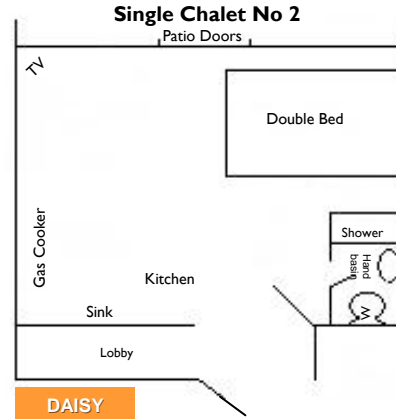 Single Chalet No 2
Patio Doors
TV
Double Bed
Gas Cooker
Shower
Hand
basin
Kitchen
W
Sink
Lobby
DAISY